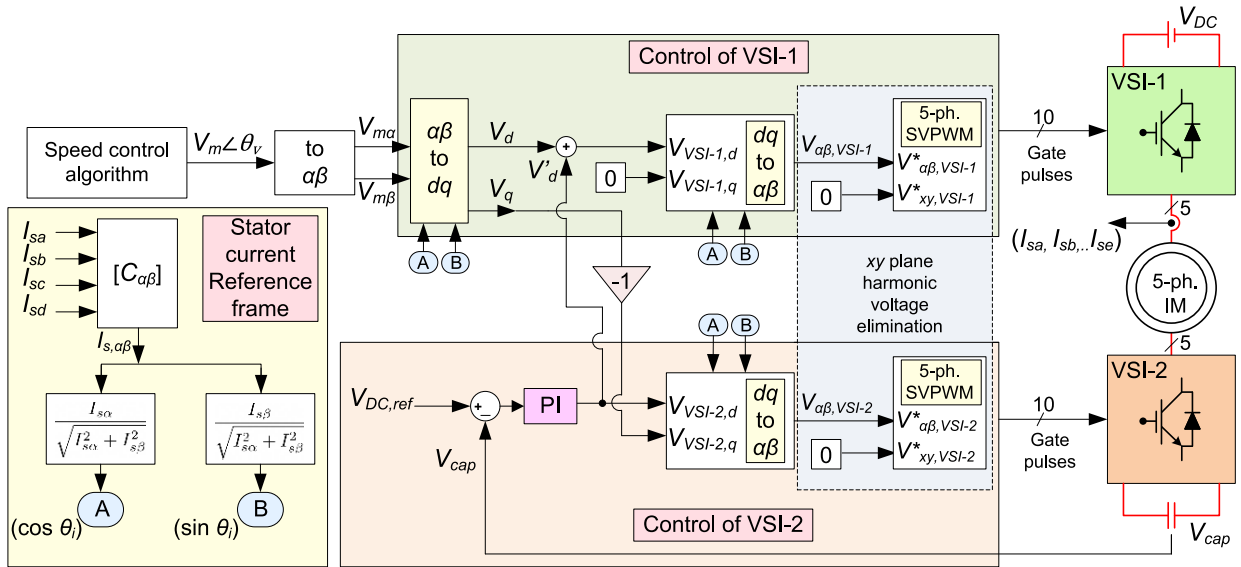 Control of VSI-1
V_DC
VSI-1
Speed control
algorithm
V_m∠θ_v
to
αβ
V_mα
V_mβ
αβ
to
dq
V_d
+
V'_d
V_q
0
V_VSI-1,d
V_VSI-1,q
dq
to
αβ
V_αβ,VSI-1
0
5-ph.
SVPWM
V*_αβ,VSI-1
V*_xy,VSI-1
10
Gate
pulses
A
B
A
B
5
(I_sa, I_sb,..I_se)
5-ph.
IM
5
-1
xy plane
harmonic
voltage
elimination
I_sa
I_sb
I_sc
I_sd
[C_αβ]
Stator
current
Reference
frame
I_s,αβ
I_sα
√(I²_sα + I²_sβ)
I_sβ
√(I²_sα + I²_sβ)
A
B
(cos θ_i)
(sin θ_i)
A
B
V_DC,ref
+
−
PI
V_cap
V_VSI-2,d
V_VSI-2,q
dq
to
αβ
V_αβ,VSI-2
0
5-ph.
SVPWM
V*_αβ,VSI-2
V*_xy,VSI-2
10
Gate
pulses
VSI-2
Control of VSI-2
V_cap